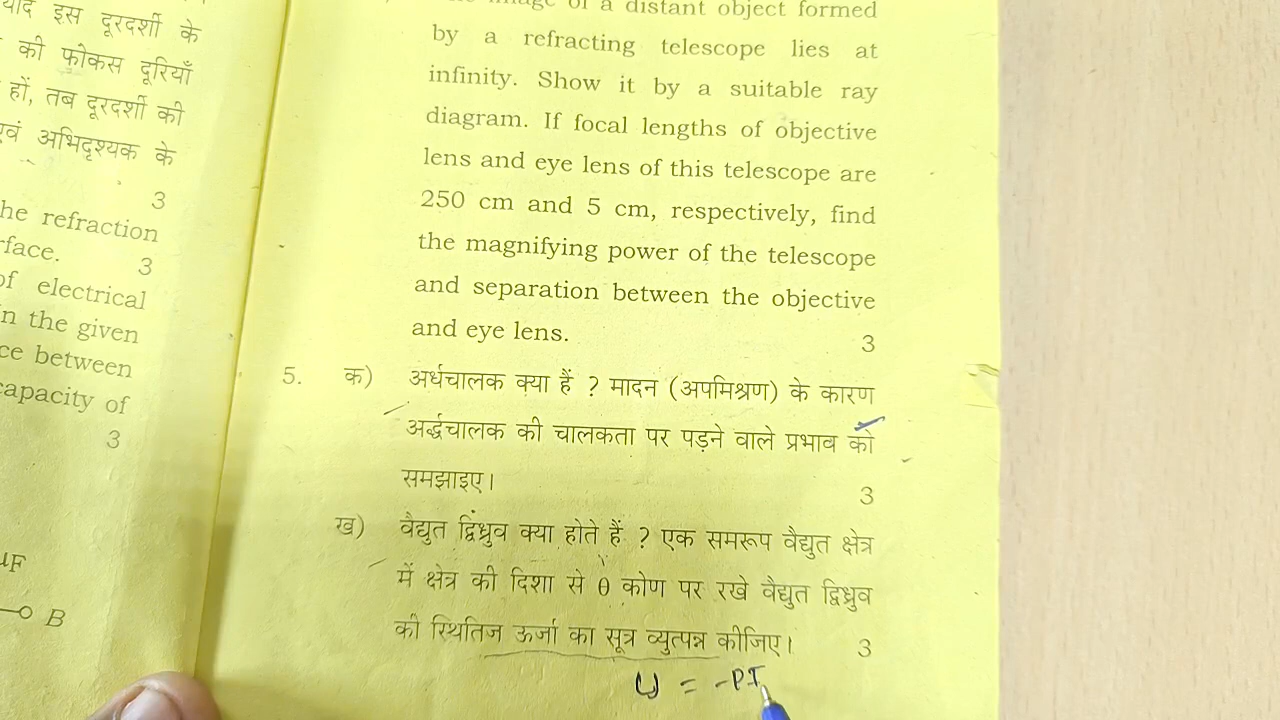 यदि इस दूरदर्शी के
की फोकस दूरियाँ
हों, तब दूरदर्शी की
एवं अभिदृश्यक के
3
he refraction
rface. 3
of electrical
n the given
ce between
capacity of
3
μF
B
image of a distant object formed
by a refracting telescope lies at
infinity. Show it by a suitable ray
diagram. If focal lengths of objective
lens and eye lens of this telescope are
250 cm and 5 cm, respectively, find
the magnifying power of the telescope
and separation between the objective
and eye lens. 3
5. क) अर्धचालक क्या हैं ? मादन (अपमिश्रण) के कारण
अर्द्धचालक की चालकता पर पड़ने वाले प्रभाव को
समझाइए। 3
ख) वैद्युत द्विध्रुव क्या होते हैं ? एक समरूप वैद्युत क्षेत्र
में क्षेत्र की दिशा से θ कोण पर रखे वैद्युत द्विध्रुव
की स्थितिज ऊर्जा का सूत्र व्युत्पन्न कीजिए। 3
U = -P